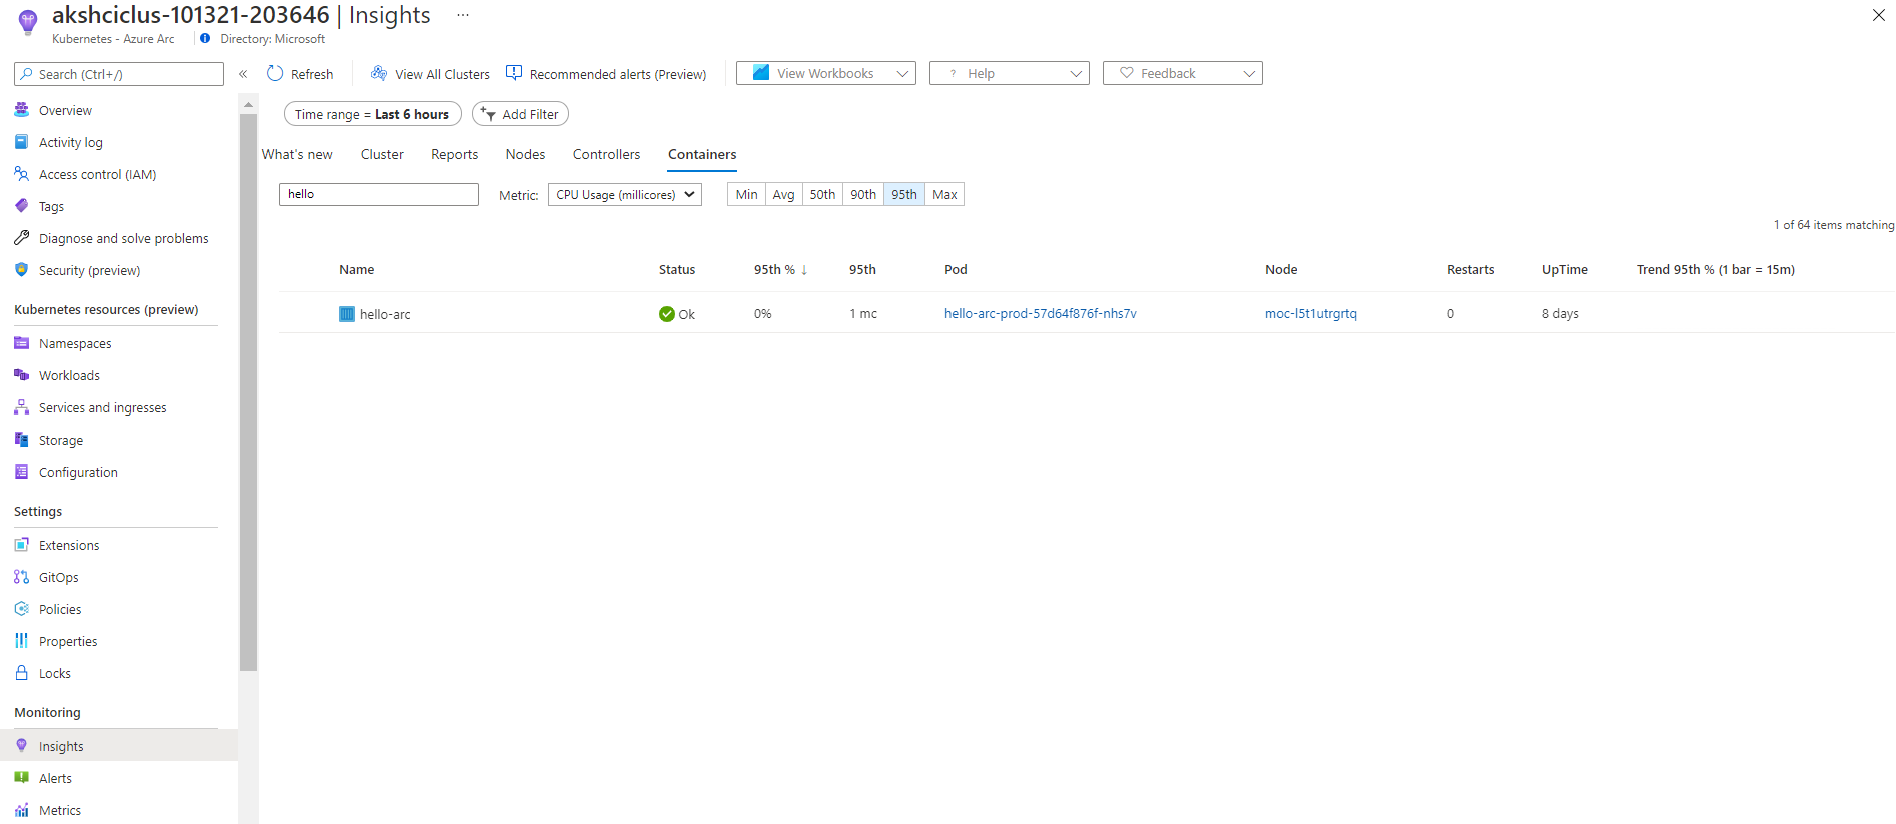 akshciclus-101321-203646 | Insights ...
Kubernetes - Azure Arc Directory: Microsoft
Search (Ctrl+/) «
Overview
Activity log
Access control (IAM)
Tags
Diagnose and solve problems
Security (preview)
Kubernetes resources (preview)
Namespaces
Workloads
Services and ingresses
Storage
Configuration
Settings
Extensions
GitOps
Policies
Properties
Locks
Monitoring
Insights
Alerts
Metrics
Refresh View All Clusters Recommended alerts (Preview) View Workbooks ? Help Feedback
Time range = Last 6 hours Add Filter
What's new Cluster Reports Nodes Controllers Containers
hello Metric: CPU Usage (millicores) Min Avg 50th 90th 95th Max
1 of 64 items matching
Name Status 95th % ↓ 95th Pod Node Restarts UpTime Trend 95th % (1 bar = 15m)
hello-arc Ok 0% 1 mc hello-arc-prod-57d64f876f-nhs7v moc-l5t1utrgrtq 0 8 days